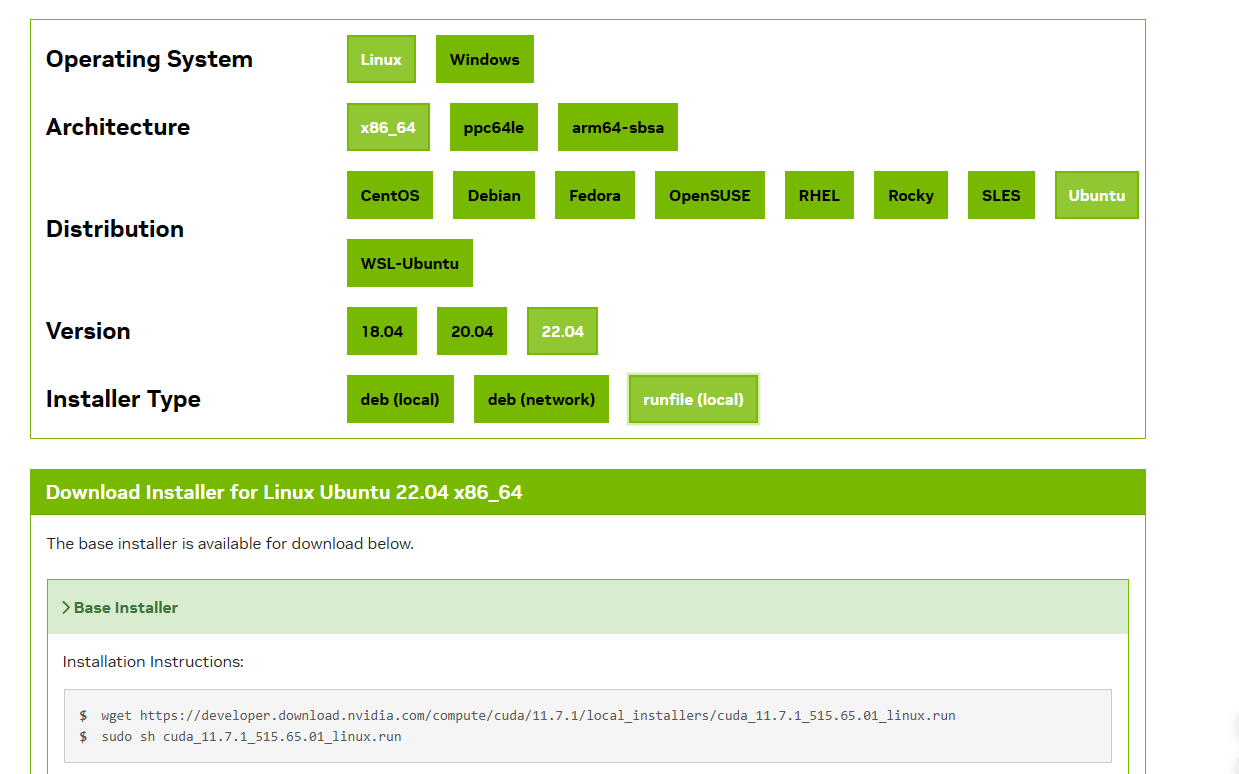 Operating System
Linux Windows
Architecture
x86_64 ppc64le arm64-sbsa
Distribution
CentOS Debian Fedora OpenSUSE RHEL Rocky SLES Ubuntu
WSL-Ubuntu
Version
18.04 20.04 22.04
Installer Type
deb (local) deb (network) runfile (local)
Download Installer for Linux Ubuntu 22.04 x86_64
The base installer is available for download below.
Base Installer
Installation Instructions:
$ wget https://developer.download.nvidia.com/compute/cuda/11.7.1/local_installers/cuda_11.7.1_515.65.01_linux.run
$ sudo sh cuda_11.7.1_515.65.01_linux.run